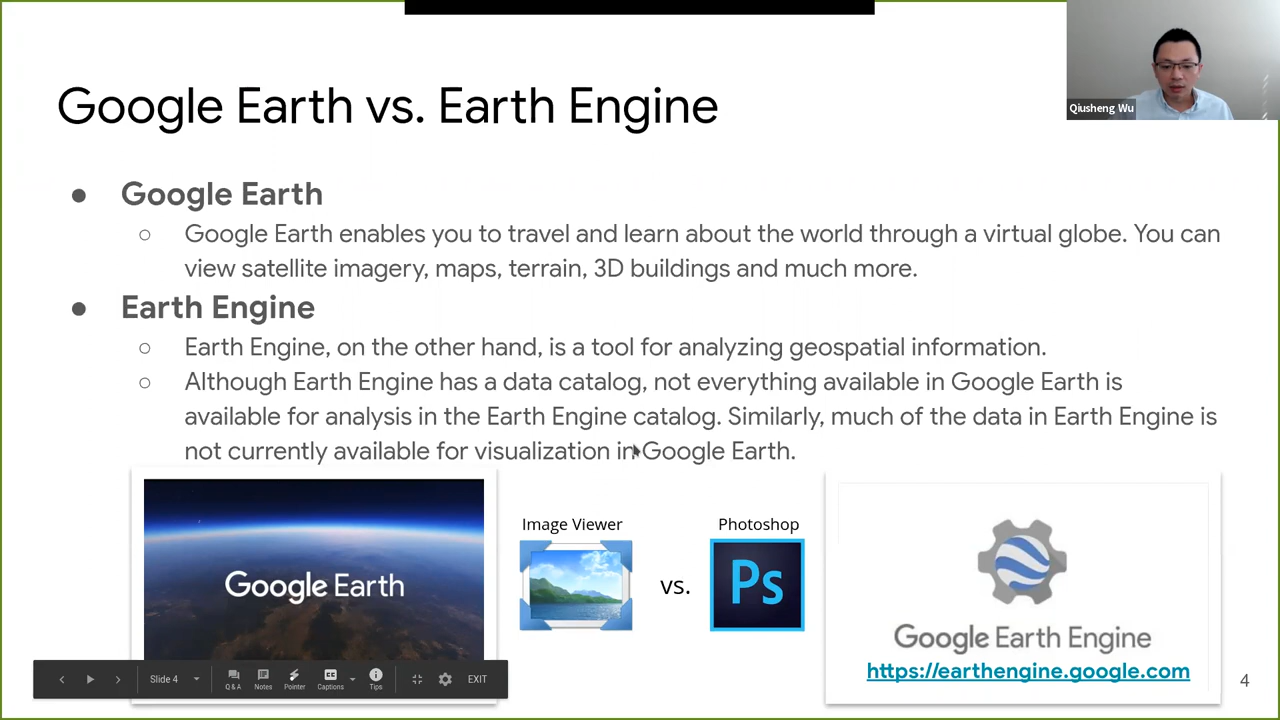 Qiusheng Wu
Google Earth vs. Earth Engine
● Google Earth
○ Google Earth enables you to travel and learn about the world through a virtual globe. You can
view satellite imagery, maps, terrain, 3D buildings and much more.
● Earth Engine
○ Earth Engine, on the other hand, is a tool for analyzing geospatial information.
○ Although Earth Engine has a data catalog, not everything available in Google Earth is
available for analysis in the Earth Engine catalog. Similarly, much of the data in Earth Engine is
not currently available for visualization in Google Earth.
Google Earth
Image Viewer
vs.
Photoshop
Ps
Google Earth Engine
https://earthengine.google.com
Slide 4
Q & A
Notes
Pointer
Captions
Tips
EXIT
4